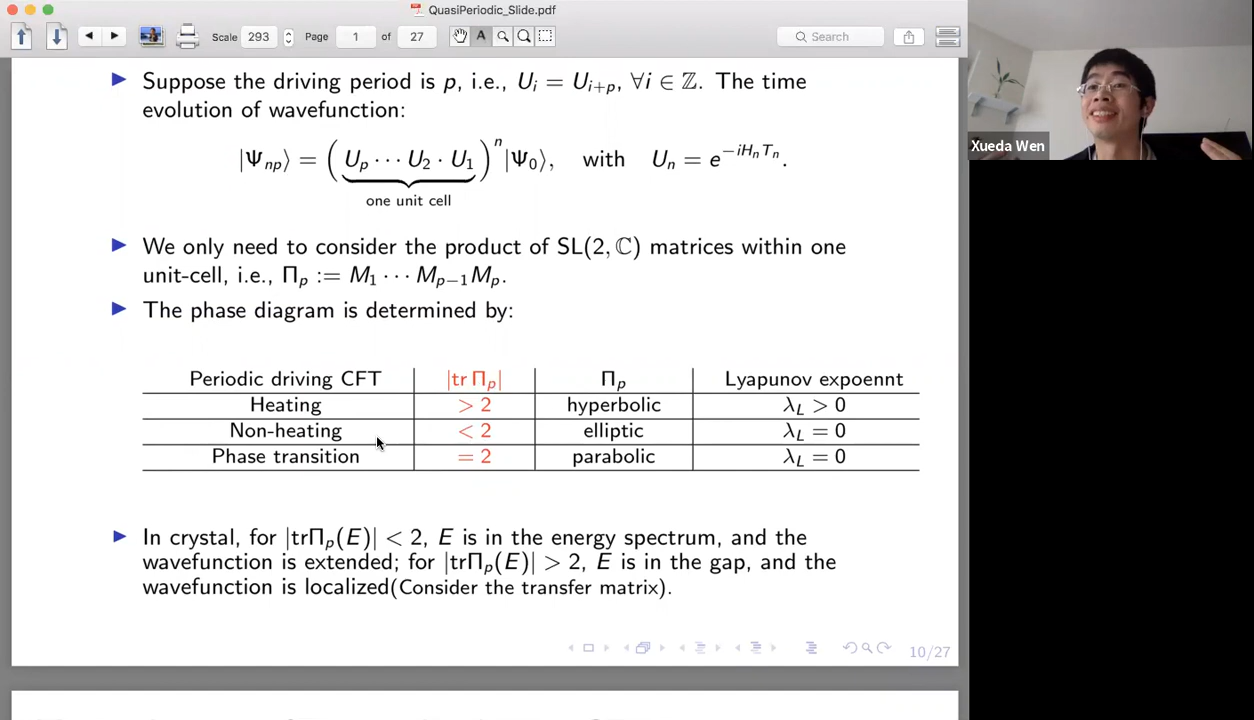 QuasiPeriodic_Slide.pdf
Scale 293 Page 1 of 27 A Search
▶ Suppose the driving period is p, i.e., U_i = U_{i+p}, ∀i ∈ ℤ. The time
evolution of wavefunction:
|Ψ_{np}⟩ = (U_p ··· U_2 · U_1)^n |Ψ_0⟩, with U_n = e^{−iH_nT_n}.
one unit cell
▶ We only need to consider the product of SL(2, ℂ) matrices within one
unit-cell, i.e., Π_p := M_1 ··· M_{p−1}M_p.
▶ The phase diagram is determined by:
Periodic driving CFT |tr Π_p| Π_p Lyapunov expoennt
Heating > 2 hyperbolic λ_L > 0
Non-heating < 2 elliptic λ_L = 0
Phase transition = 2 parabolic λ_L = 0
▶ In crystal, for |trΠ_p(E)| < 2, E is in the energy spectrum, and the
wavefunction is extended; for |trΠ_p(E)| > 2, E is in the gap, and the
wavefunction is localized(Consider the transfer matrix).
10/27
Xueda Wen